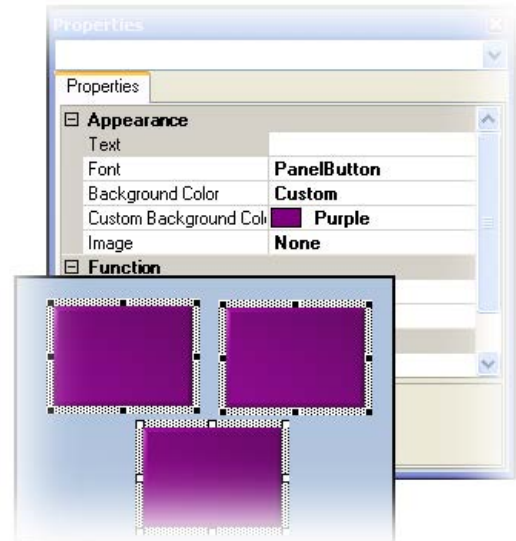 Properties
Properties
Appearance
Text
Font PanelButton
Background Color Custom
Custom Background Col Purple
Image None
Function